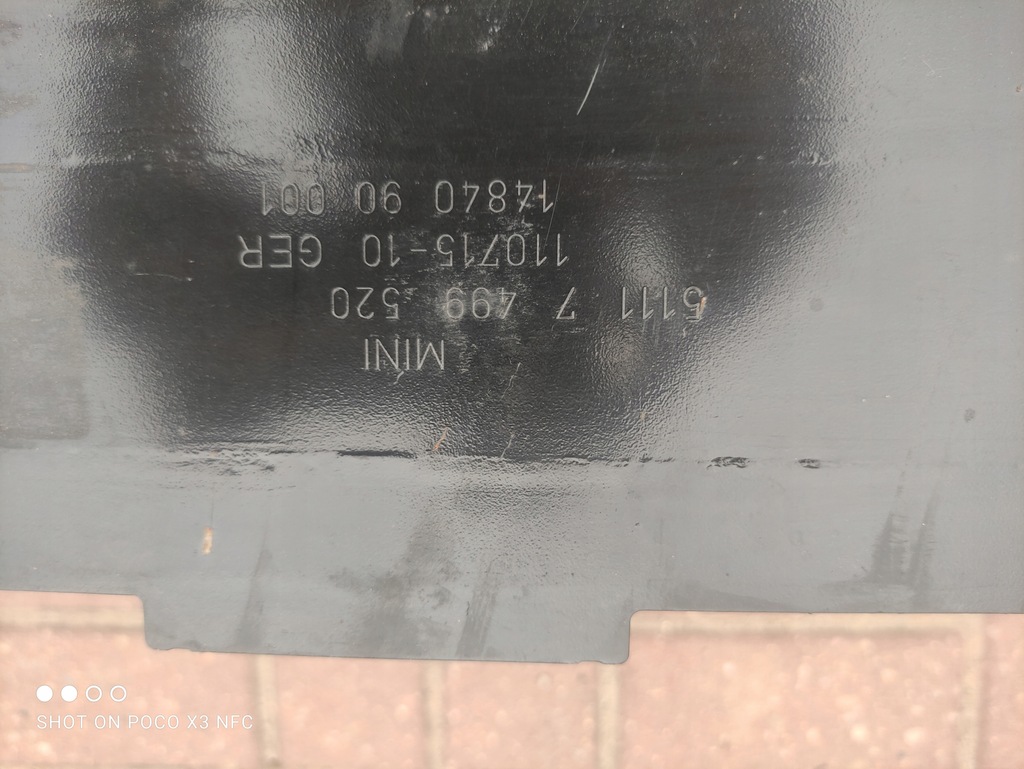 MINI
5111 7 499 520
110715-10 GER
14840 90 001
SHOT ON POCO X3 NFC